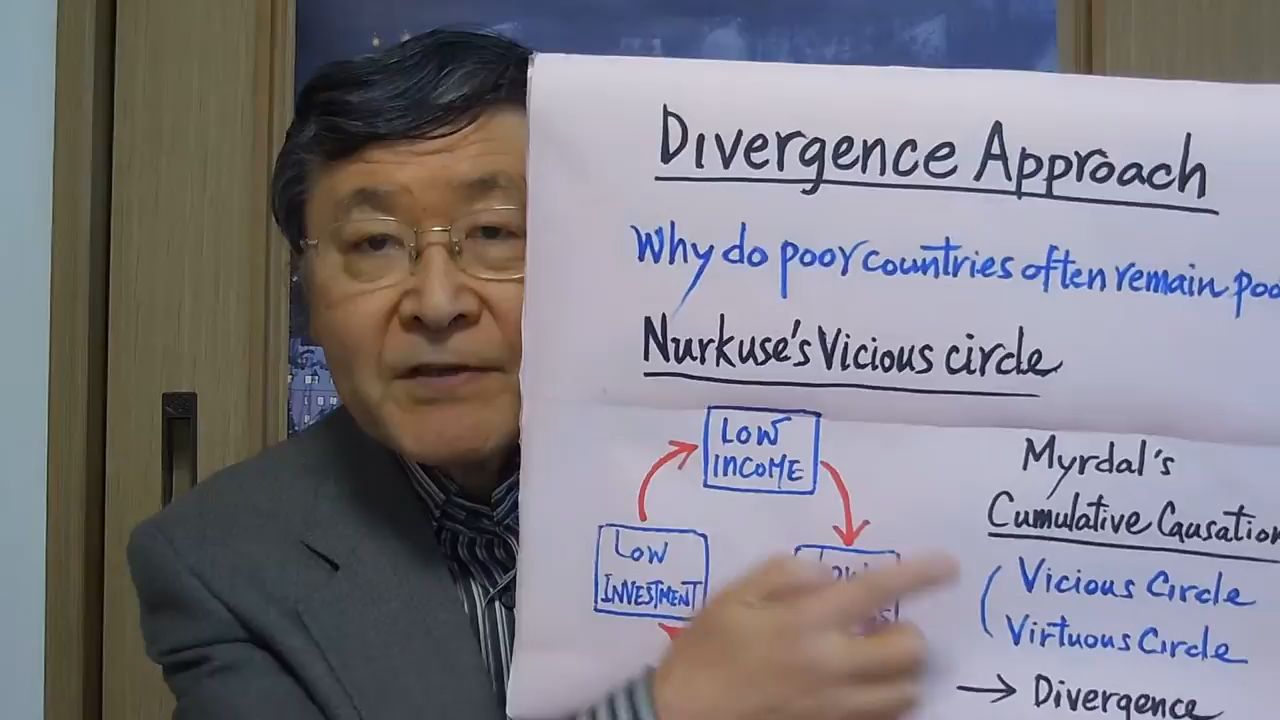 Divergence Approach
Why do poor countries often remain
Nurkuse's Vicious circle
LOW
INCOME
LOW
INVESTMENT
Myrdal's
Cumulative Causation
Vicious Circle
Virtuous Circle
→ Divergence